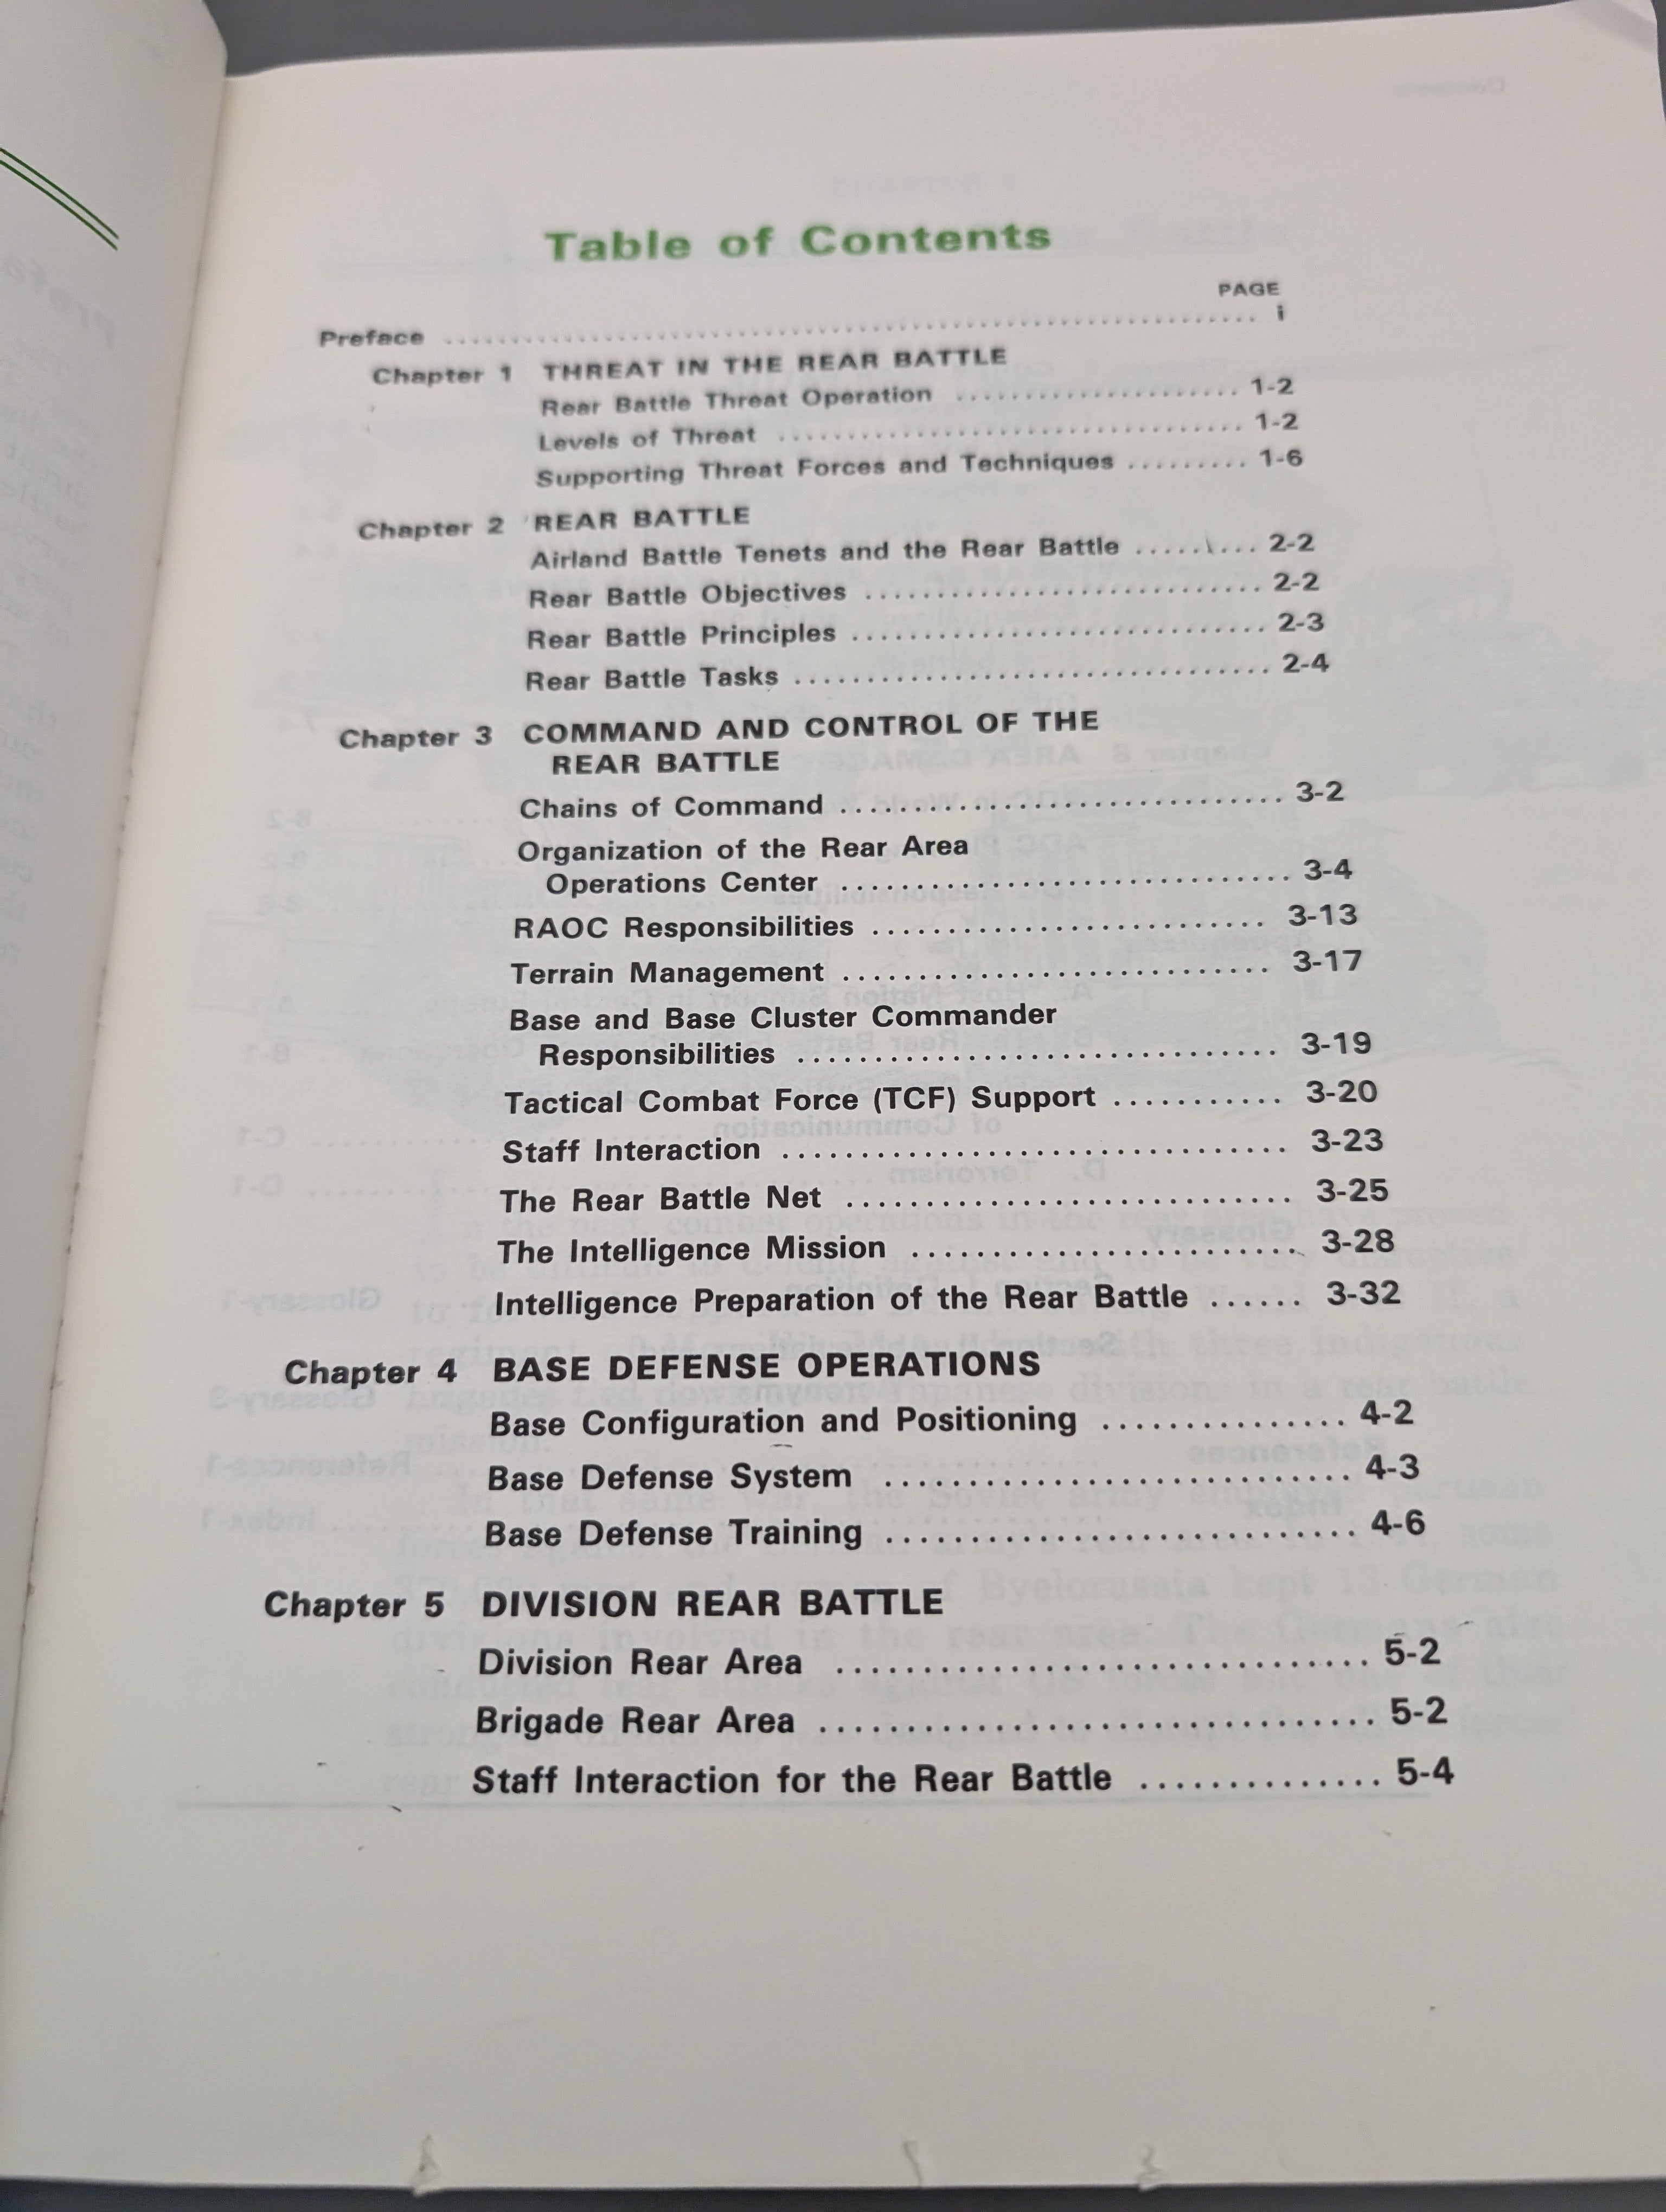 Table of Contents
PAGE
Preface ........................................ i
Chapter 1 THREAT IN THE REAR BATTLE
Rear Battle Threat Operation .................... 1-2
Levels of Threat ................................ 1-2
Supporting Threat Forces and Techniques ......... 1-6
Chapter 2 REAR BATTLE
Airland Battle Tenets and the Rear Battle ......... 2-2
Rear Battle Objectives ............................ 2-2
Rear Battle Principles ............................ 2-3
Rear Battle Tasks ................................ 2-4
Chapter 3 COMMAND AND CONTROL OF THE
REAR BATTLE
Chains of Command .............................. 3-2
Organization of the Rear Area
Operations Center .............................. 3-4
RAOC Responsibilities ......................... 3-13
Terrain Management ........................... 3-17
Base and Base Cluster Commander
Responsibilities ................................ 3-19
Tactical Combat Force (TCF) Support ........... 3-20
Staff Interaction ................................ 3-23
The Rear Battle Net ............................ 3-25
The Intelligence Mission ........................ 3-28
Intelligence Preparation of the Rear Battle ...... 3-32
Chapter 4 BASE DEFENSE OPERATIONS
Base Configuration and Positioning ............... 4-2
Base Defense System ............................ 4-3
Base Defense Training ........................... 4-6
Chapter 5 DIVISION REAR BATTLE
Division Rear Area .............................. 5-2
Brigade Rear Area ............................... 5-2
Staff Interaction for the Rear Battle .............. 5-4